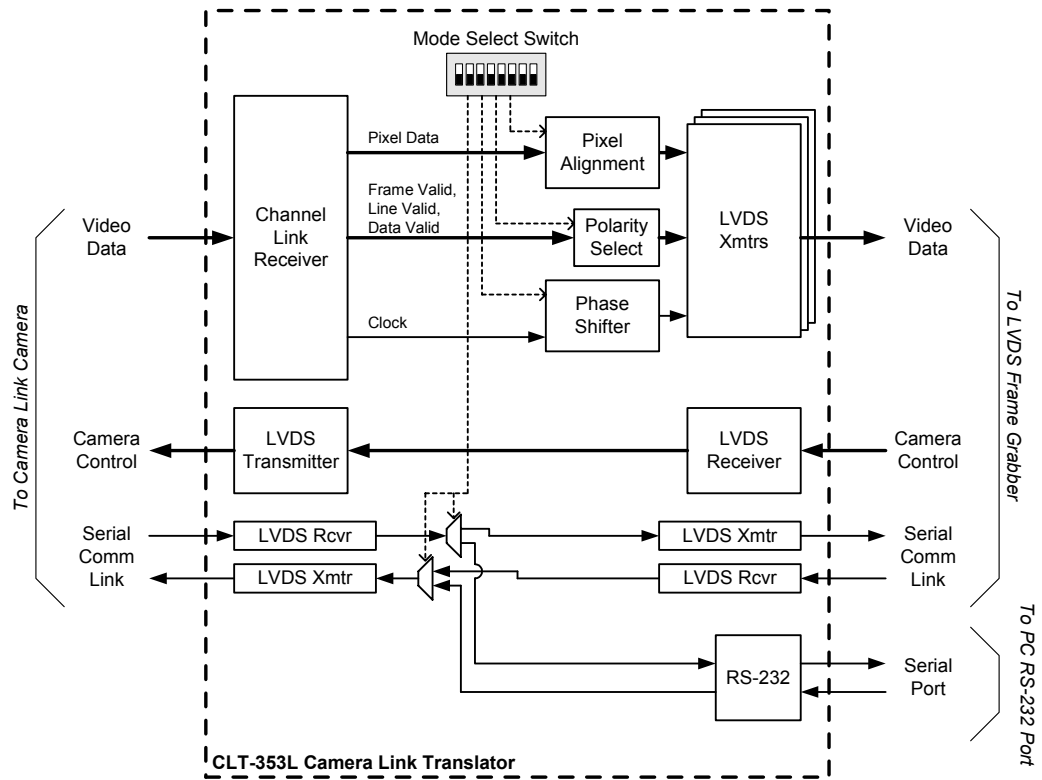 Mode Select Switch
Pixel Data
Pixel
Alignment
Frame Valid,
Line Valid,
Data Valid
Channel
Link
Receiver
Polarity
Select
LVDS
Xmtrs
Video
Data
Video
Data
Clock
Phase
Shifter
To Camera Link Camera
To LVDS Frame Grabber
Camera
Control
LVDS
Transmitter
LVDS
Receiver
Camera
Control
Serial
Comm
Link
LVDS Rcvr
LVDS Xmtr
LVDS Xmtr
LVDS Rcvr
Serial
Comm
Link
RS-232
Serial
Port
To PC RS-232 Port
CLT-353L Camera Link Translator